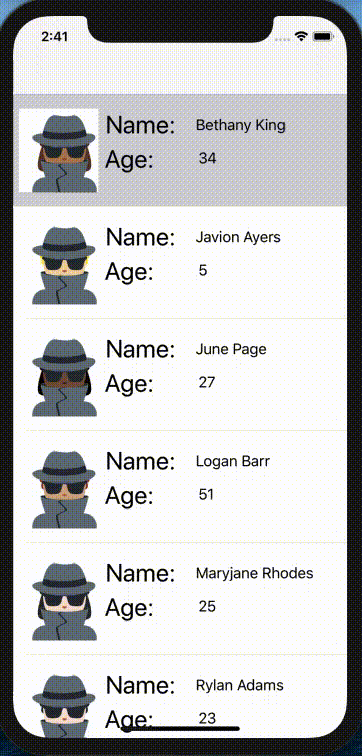 2:41
Name: Bethany King
Age: 34
Name: Javion Ayers
Age: 5
Name: June Page
Age: 27
Name: Logan Barr
Age: 51
Name: Maryjane Rhodes
Age: 25
Name: Rylan Adams
Age: 23